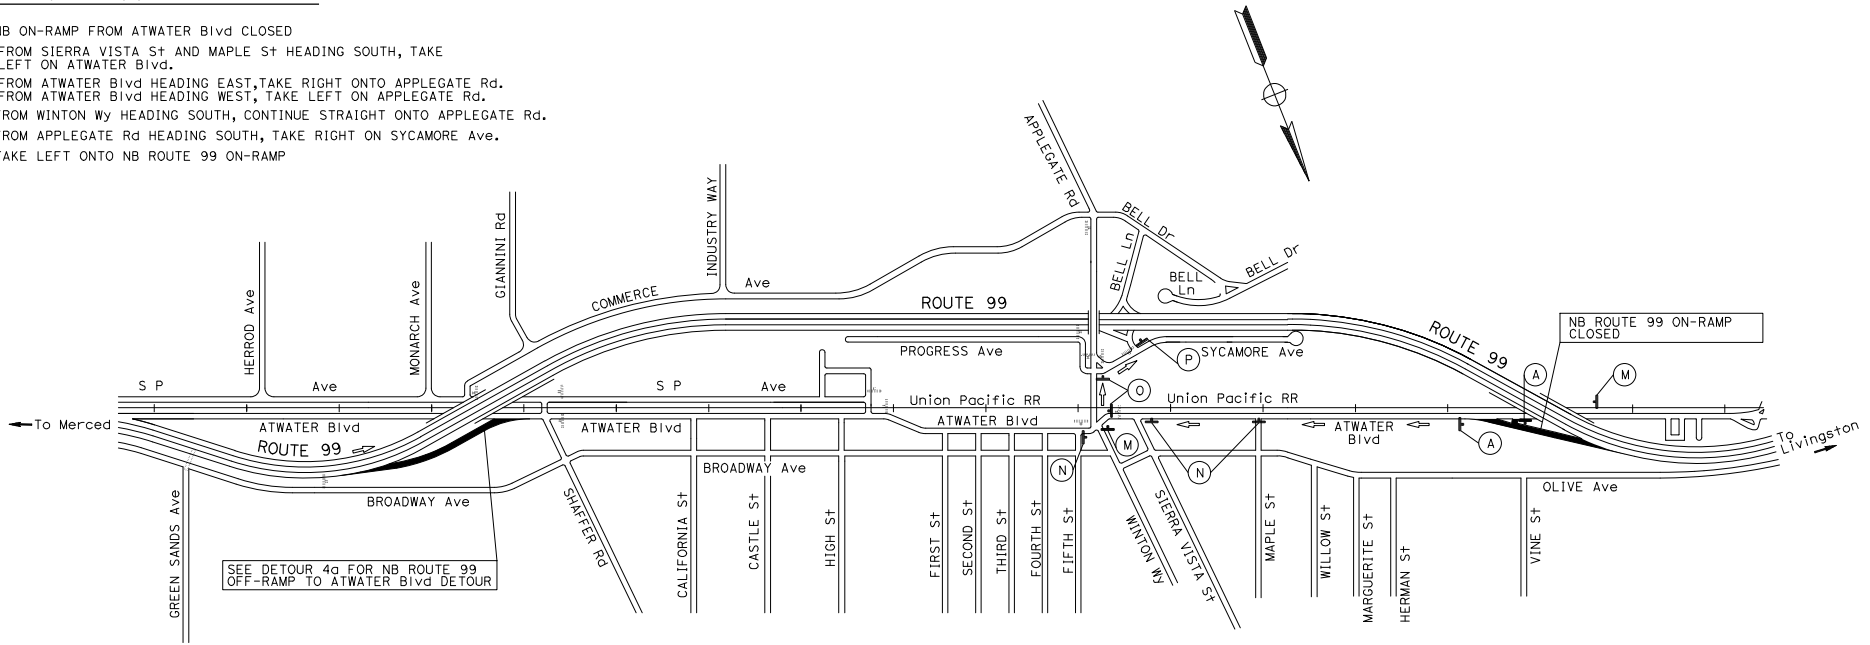 NB ON-RAMP FROM ATWATER Blvd CLOSED
FROM SIERRA VISTA St AND MAPLE St HEADING SOUTH, TAKE
LEFT ON ATWATER Blvd.
FROM ATWATER Blvd HEADING EAST,TAKE RIGHT ONTO APPLEGATE Rd.
FROM ATWATER Blvd HEADING WEST, TAKE LEFT ON APPLEGATE Rd.
FROM WINTON Wy HEADING SOUTH, CONTINUE STRAIGHT ONTO APPLEGATE Rd.
FROM APPLEGATE Rd HEADING SOUTH, TAKE RIGHT ON SYCAMORE Ave.
TAKE LEFT ONTO NB ROUTE 99 ON-RAMP
APPLEGATE Rd
BELL Dr
BELL Ln
BELL
Ln
BELL Dr
HERROD Ave
MONARCH Ave
GIANNINI Rd
INDUSTRY WAY
COMMERCE
Ave
ROUTE 99
ROUTE 99
NB ROUTE 99 ON-RAMP
CLOSED
PROGRESS Ave
SYCAMORE Ave
P
A
M
O
S P
Ave
S P
Ave
Union Pacific RR
Union Pacific RR
To Merced
ATWATER Blvd
ATWATER Blvd
ATWATER Blvd
ATWATER
Blvd
ROUTE 99
M
A
N
N
To
Livingston
BROADWAY Ave
BROADWAY Ave
OLIVE Ave
GREEN SANDS Ave
SHAFFER Rd
CALIFORNIA St
CASTLE St
HIGH St
FIRST St
SECOND St
THIRD St
FOURTH St
FIFTH St
WINTON Wy
SIERRA VISTA St
MAPLE St
WILLOW St
MARGUERITE St
HERMAN St
VINE St
SEE DETOUR 4a FOR NB ROUTE 99
OFF-RAMP TO ATWATER Blvd DETOUR